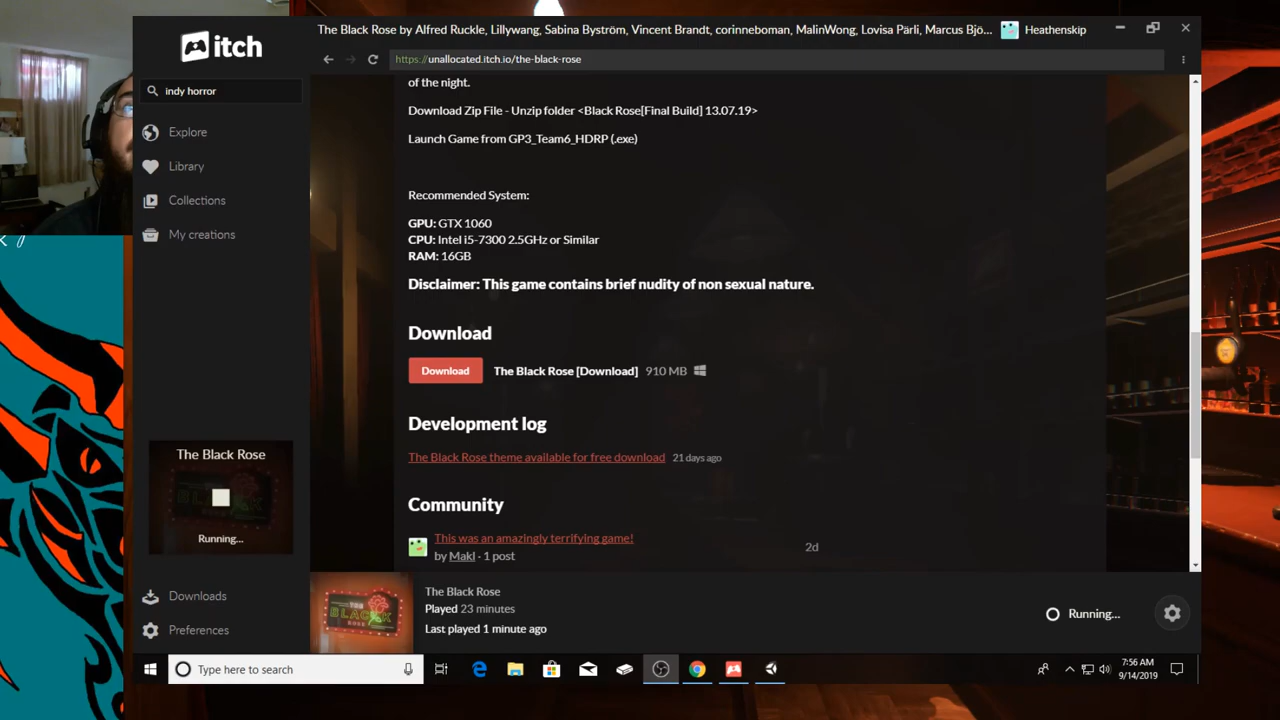 The Black Rose by Alfred Ruckle, Lillywang, Sabina Byström, Vincent Brandt, corinneboman, MalinWong, Lovisa Pärli, Marcus Bjö...
Heathenskip
itch
https://unallocated.itch.io/the-black-rose
indy horror
Explore
Library
Collections
My creations
of the night.
Download Zip File - Unzip folder <Black Rose[Final Build] 13.07.19>
Launch Game from GP3_Team6_HDRP (.exe)
Recommended System:
GPU: GTX 1060
CPU: Intel i5-7300 2.5GHz or Similar
RAM: 16GB
Disclaimer: This game contains brief nudity of non sexual nature.
Download
Download The Black Rose [Download] 910 MB
Development log
The Black Rose theme available for free download 21 days ago
Community
This was an amazingly terrifying game!
by Makl · 1 post
2d
The Black Rose
Running...
Downloads
Preferences
THE BLACK ROSE
The Black Rose
Played 23 minutes
Last played 1 minute ago
Running...
Type here to search
7:56 AM
9/14/2019